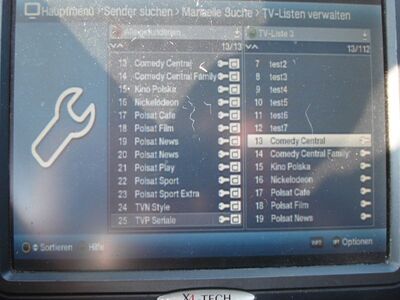 Hauptmenü > Sender suchen > Manuelle Suche > TV-Listen verwalten
13/13
13 Comedy Central
14 Comedy Central Family
15 Kino Polska
16 Nickelodeon
17 Polsat Cafe
18 Polsat Film
19 Polsat News
20 Polsat News
21 Polsat Play
22 Polsat Sport
23 Polsat Sport Extra
24 TVN Style
25 TVP Seriale
TV-Liste 3
13/112
7 test2
8 test3
9 test4
10 test5
11 test6
12 test7
13 Comedy Central
14 Comedy Central Family
15 Kino Polska
16 Nickelodeon
17 Polsat Cafe
18 Polsat Film
19 Polsat News
Sortieren
Hilfe
Optionen
TECH